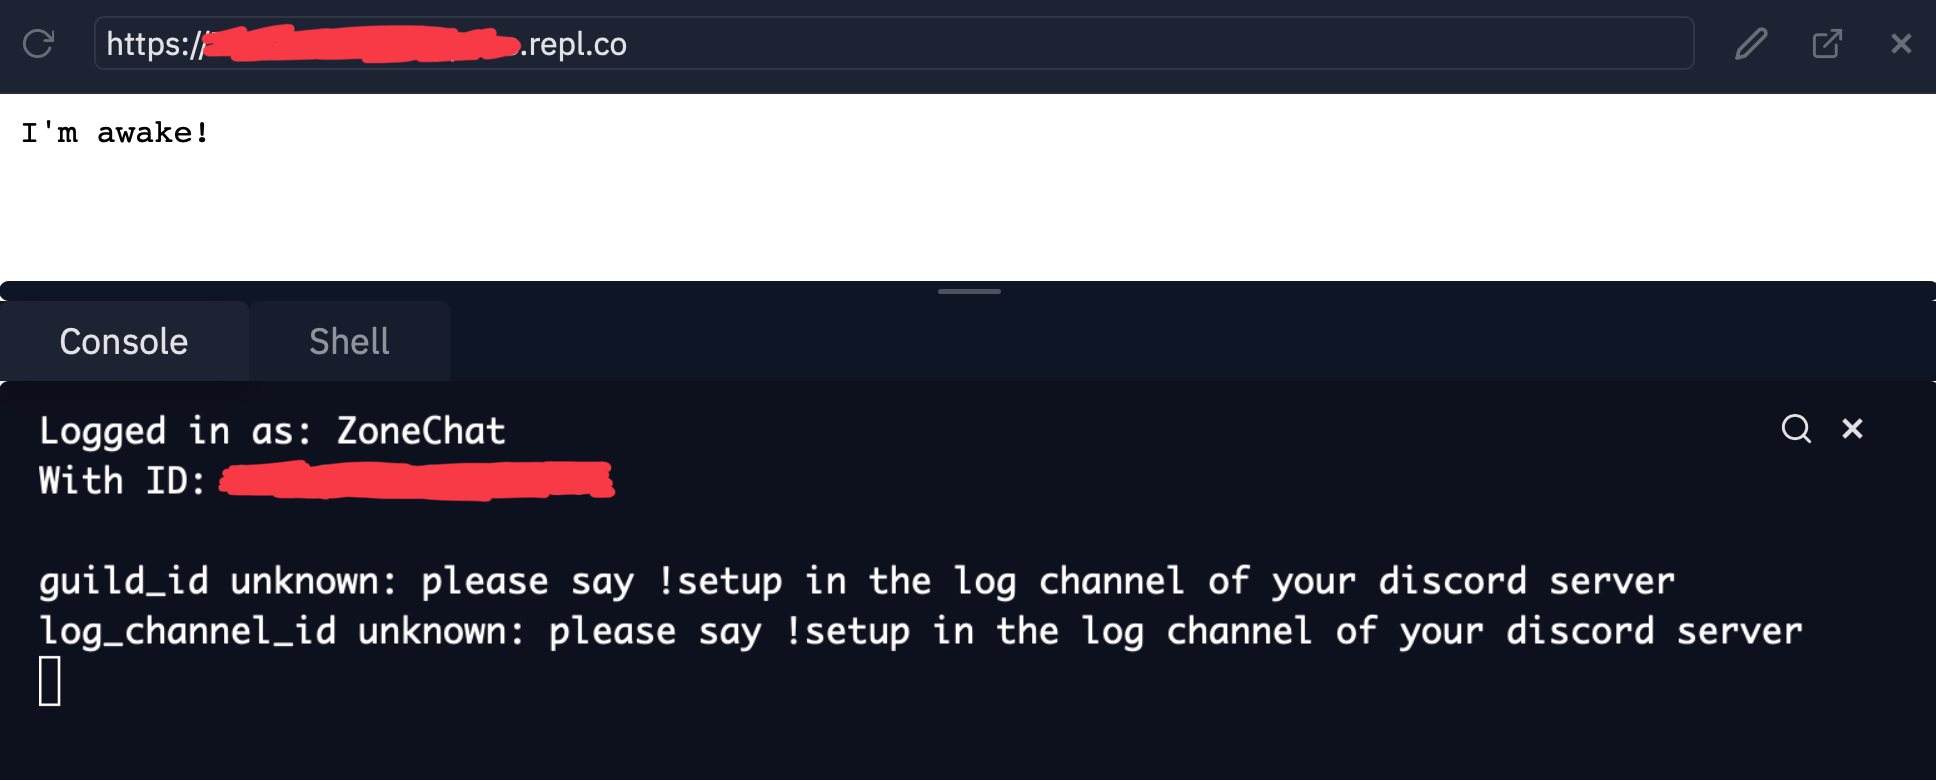 https:// .repl.co
I'm awake!
Console Shell
Logged in as: ZoneChat
With ID:
guild_id unknown: please say !setup in the log channel of your discord server
log_channel_id unknown: please say !setup in the log channel of your discord server